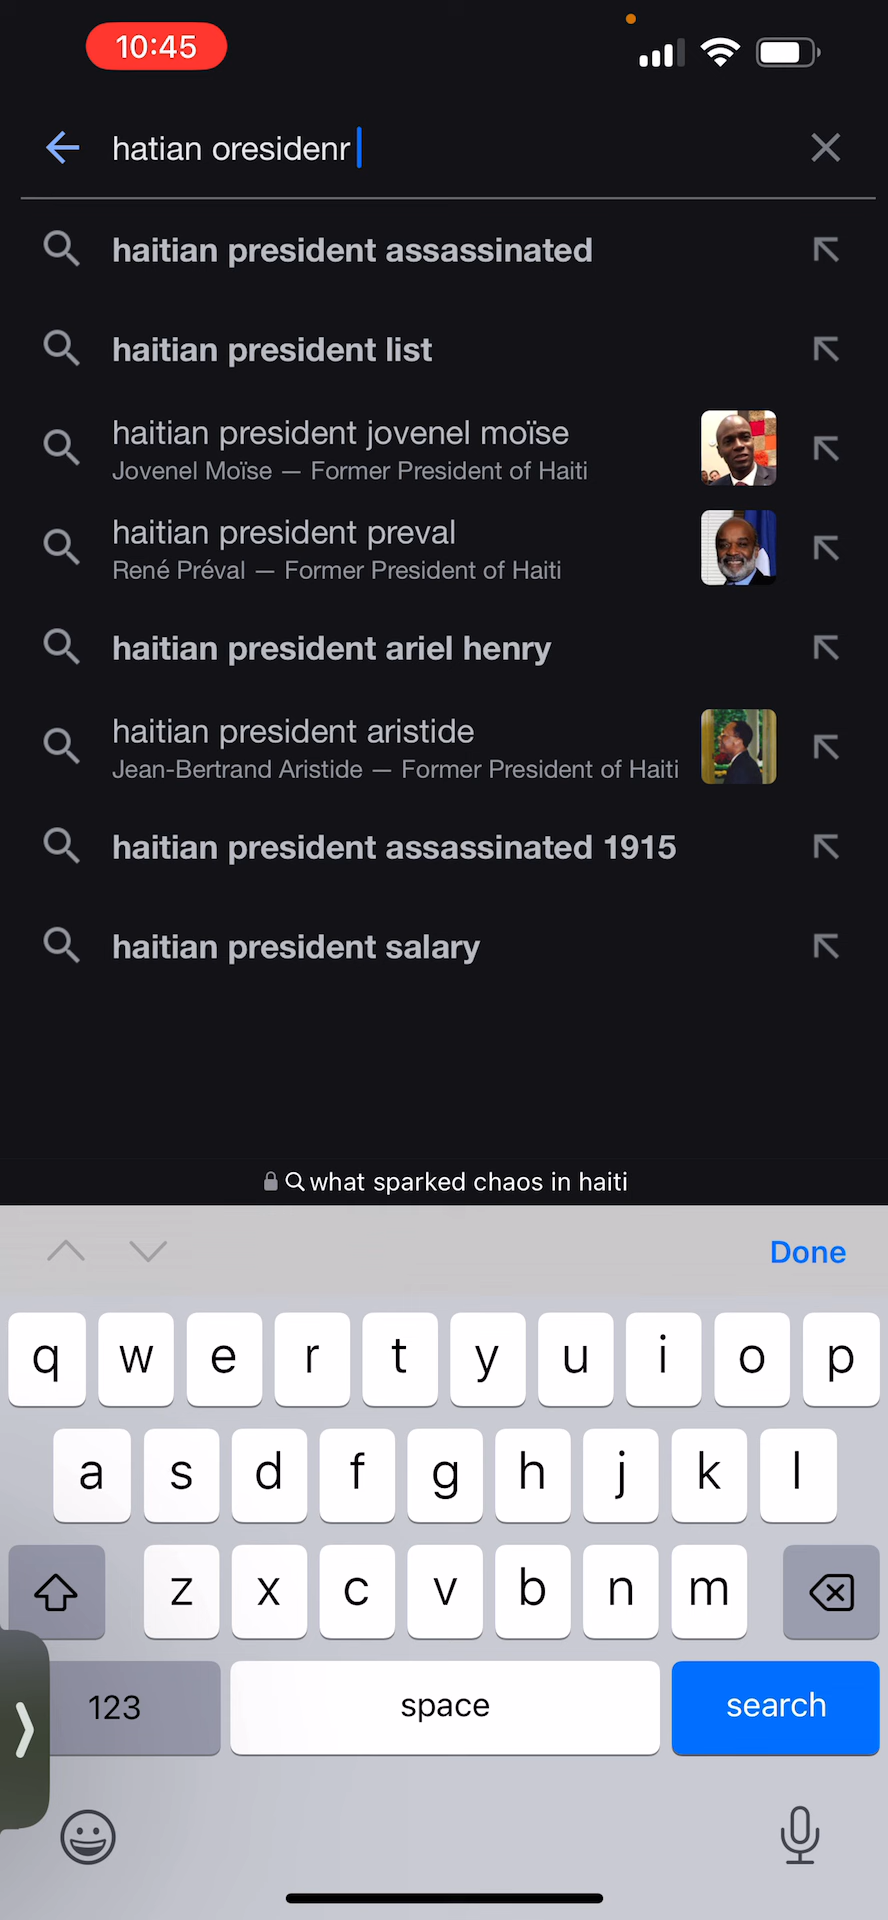 10:45
hatian oresidenr
haitian president assassinated
haitian president list
haitian president jovenel moïse
Jovenel Moïse — Former President of Haiti
haitian president preval
René Préval — Former President of Haiti
haitian president ariel henry
haitian president aristide
Jean-Bertrand Aristide — Former President of Haiti
haitian president assassinated 1915
haitian president salary
what sparked chaos in haiti
Done
q w e r t y u i o p
a s d f g h j k l
z x c v b n m
123 space search